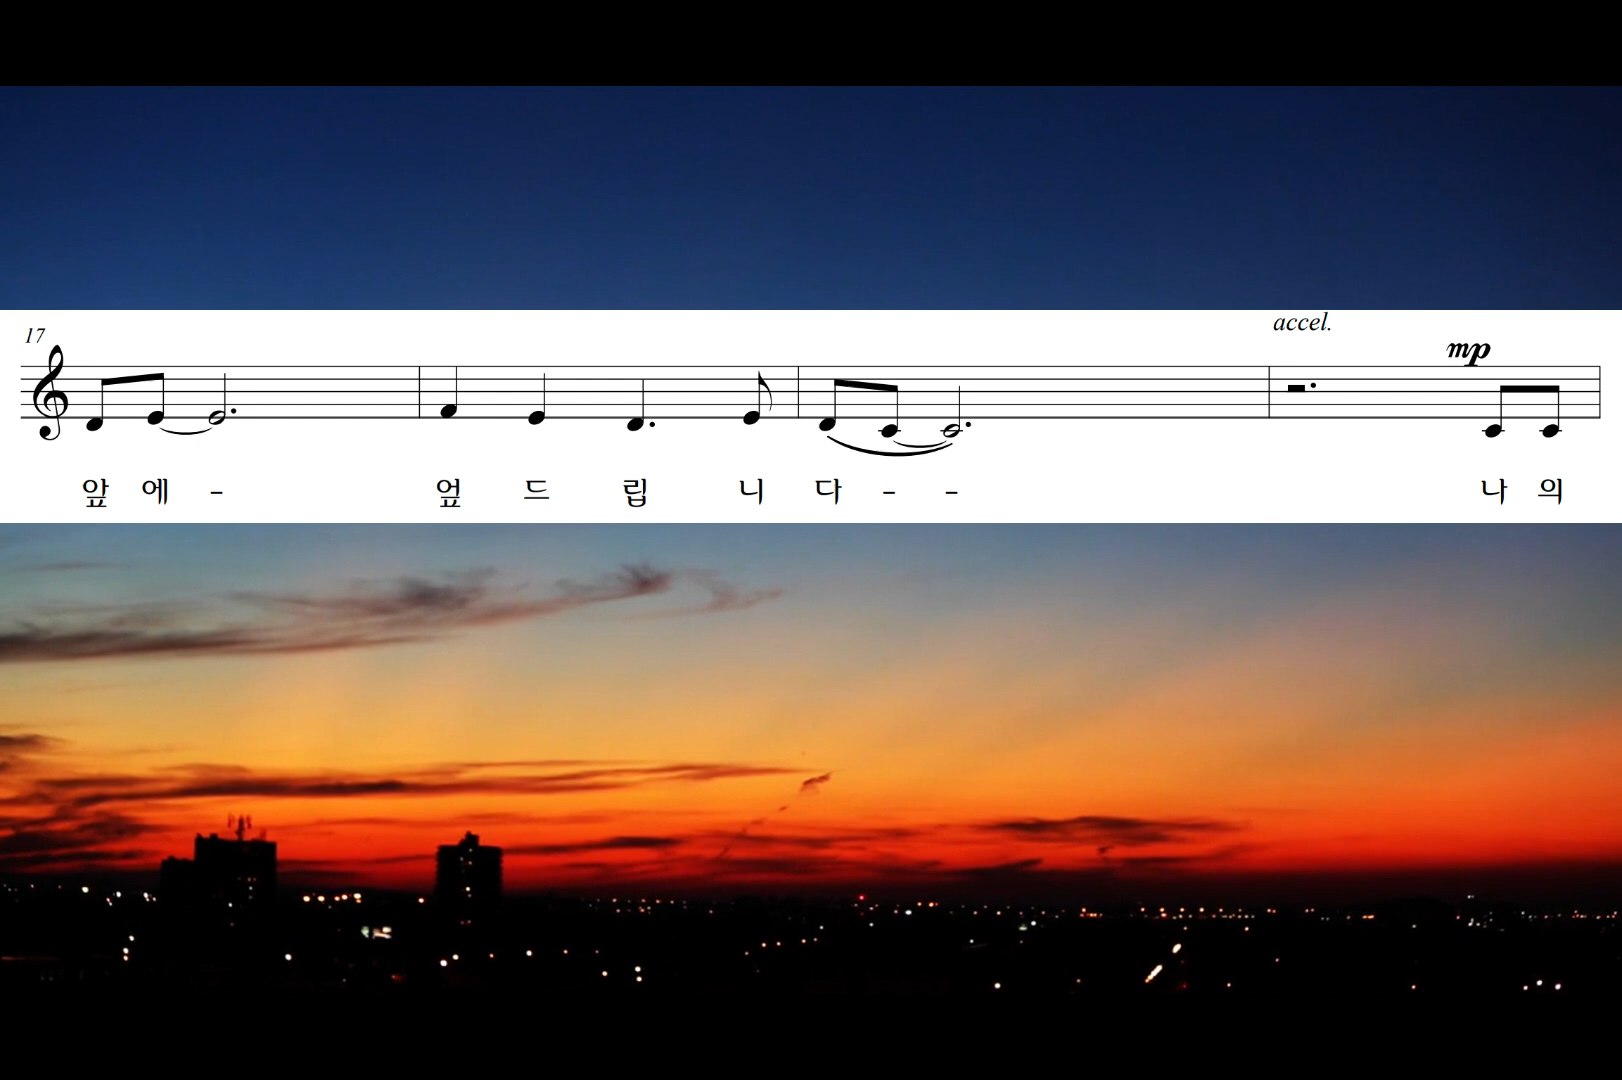 17
accel.
mp
앞 에 - 엎 드 립 니 다 - - 나 의